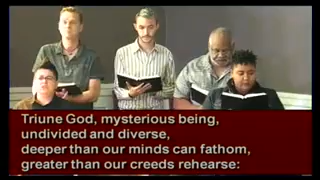 Triune God, mysterious being,
undivided and diverse,
deeper than our minds can fathom,
greater than our creeds rehearse: